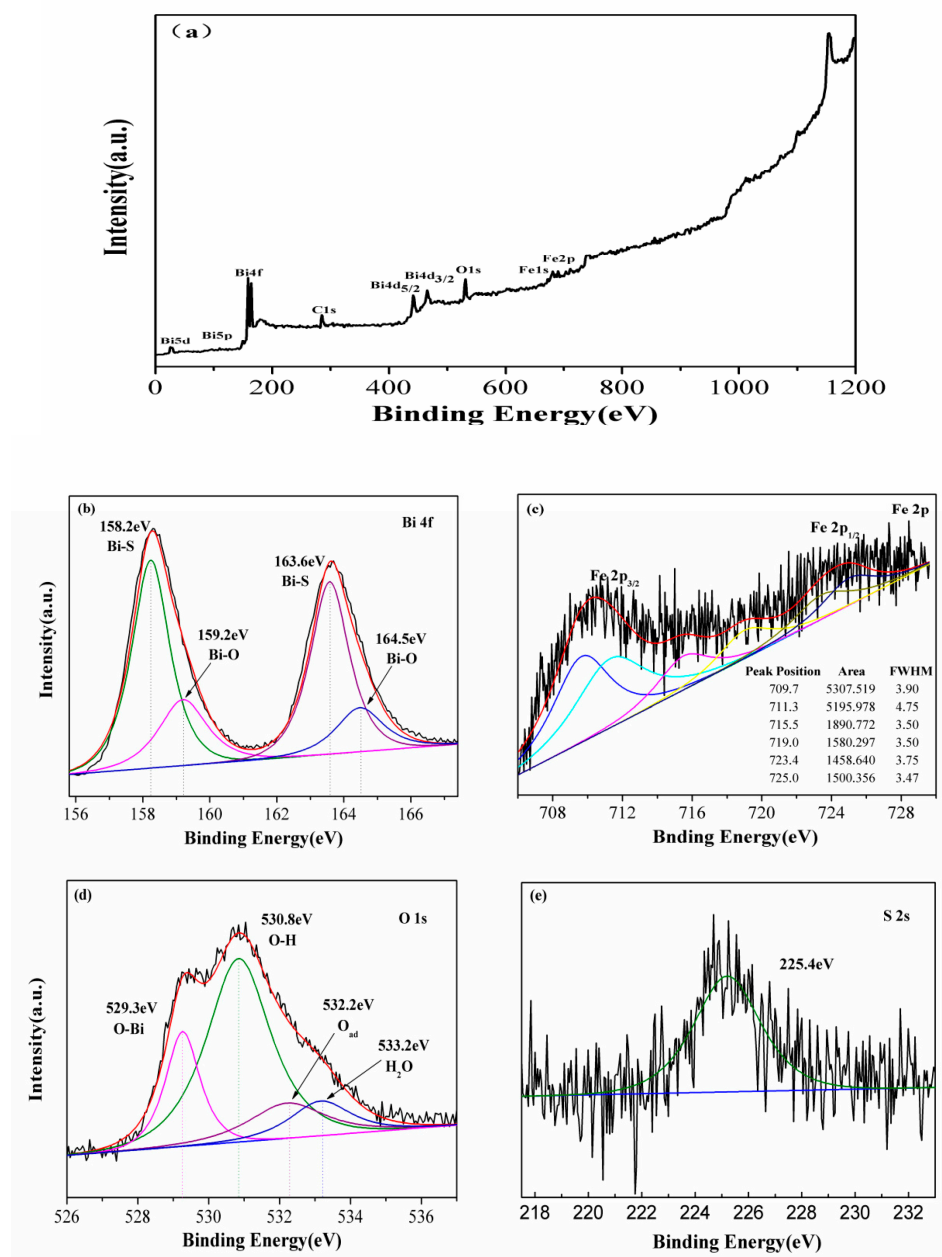 (a)
Intensity(a.u.)
Bi5d
Bi5p
Bi4f
C1s
Bi4d5/2
Bi4d3/2
O1s
Fe1s
Fe2p
0 200 400 600 800 1000 1200
Binding Energy(eV)
(b)
Bi 4f
158.2eV
Bi-S
159.2eV
Bi-O
163.6eV
Bi-S
164.5eV
Bi-O
Intensity(a.u.)
156 158 160 162 164 166
Binding Energy(eV)
(c)
Fe 2p
Fe 2p3/2
Fe 2p1/2
Peak Position Area FWHM
709.7 5307.519 3.90
711.3 5195.978 4.75
715.5 1890.772 3.50
719.0 1580.297 3.50
723.4 1458.640 3.75
725.0 1500.356 3.47
708 712 716 720 724 728
Bnding Energy(eV)
(d)
O 1s
529.3eV
O-Bi
530.8eV
O-H
532.2eV
Oad
533.2eV
H2O
Intensity(a.u.)
526 528 530 532 534 536
Binding Energy(eV)
(e)
S 2s
225.4eV
218 220 222 224 226 228 230 232
Binding Energy(eV)